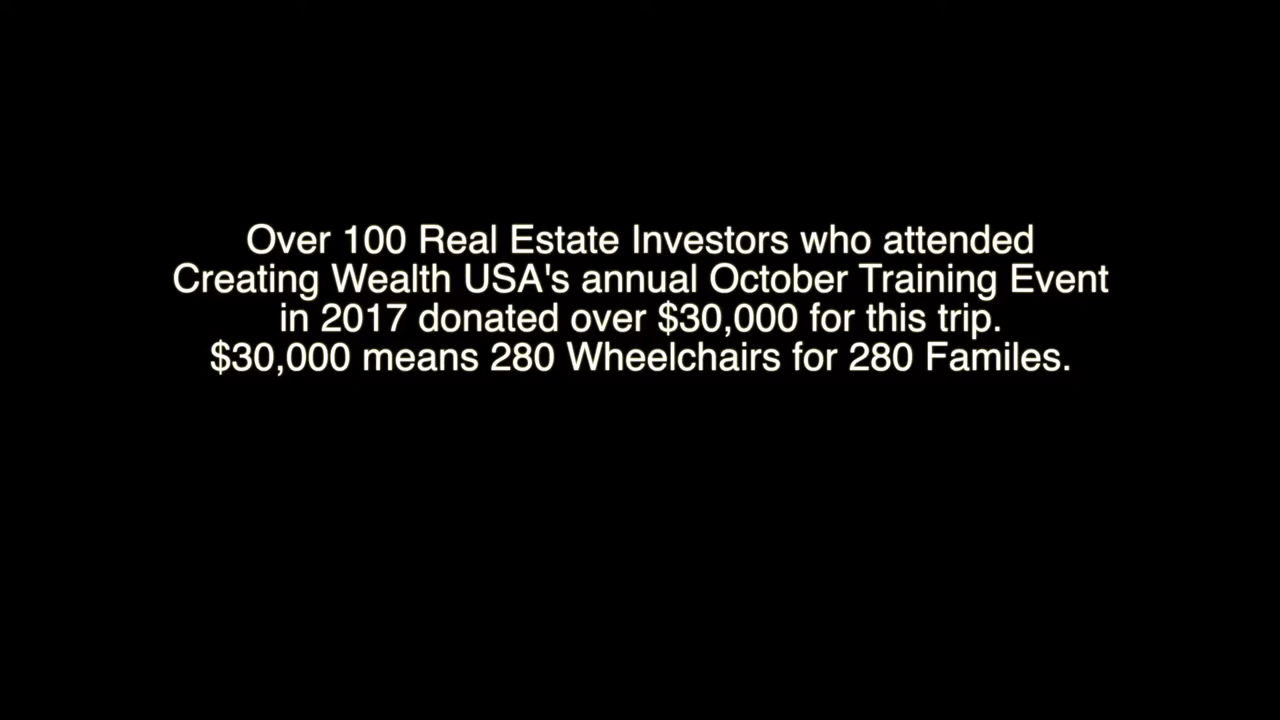 Over 100 Real Estate Investors who attended
Creating Wealth USA's annual October Training Event
in 2017 donated over $30,000 for this trip.
$30,000 means 280 Wheelchairs for 280 Familes.